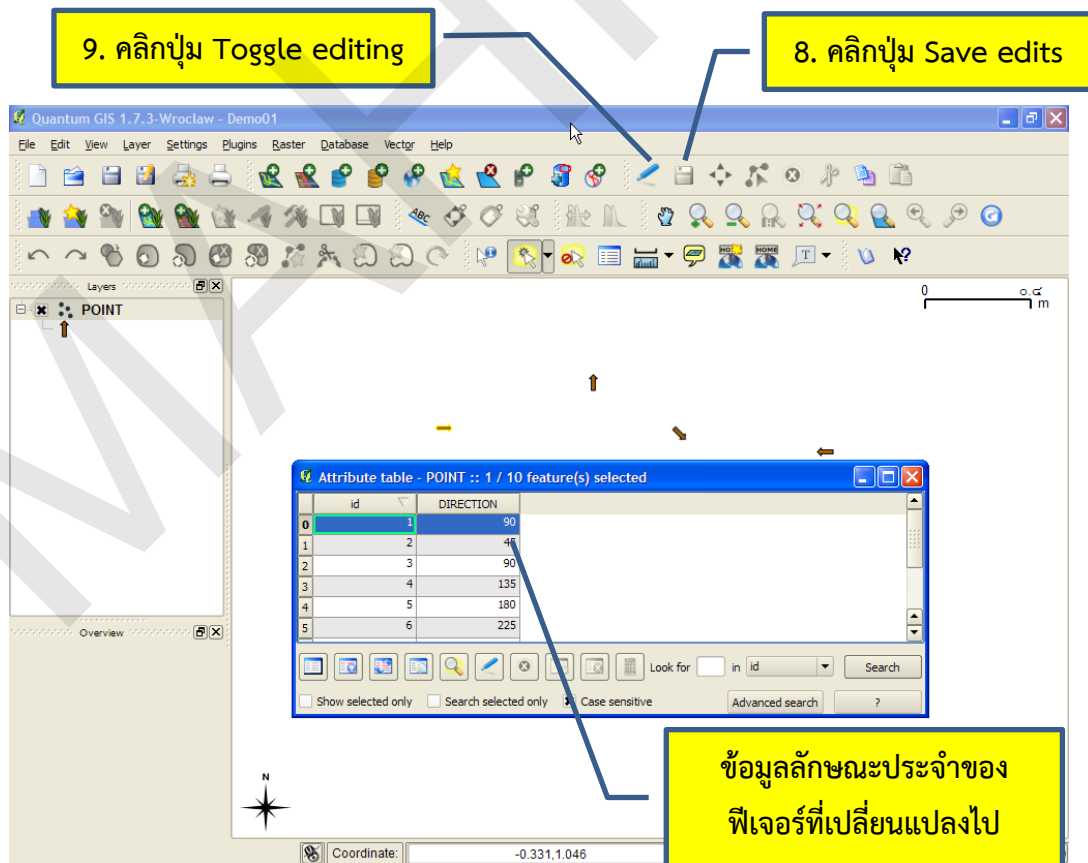 9. คลิกปุ่ม Toggle editing
8. คลิกปุ่ม Save edits
Quantum GIS 1.7.3-Wroclaw - Demo01
File Edit View Layer Settings Plugins Raster Database Vector Help
ABC
HOME
HOME
T
Layers
POINT
0 ๐.๔
m
Attribute table - POINT :: 1 / 10 feature(s) selected
id DIRECTION
0 1 90
1 2 45
2 3 90
3 4 135
4 5 180
5 6 225
Overview
Look for in id Search
Show selected only Search selected only Case sensitive Advanced search ?
ข้อมูลลักษณะประจำของ
ฟีเจอร์ที่เปลี่ยนแปลงไป
N
Coordinate: -0.331,1.046